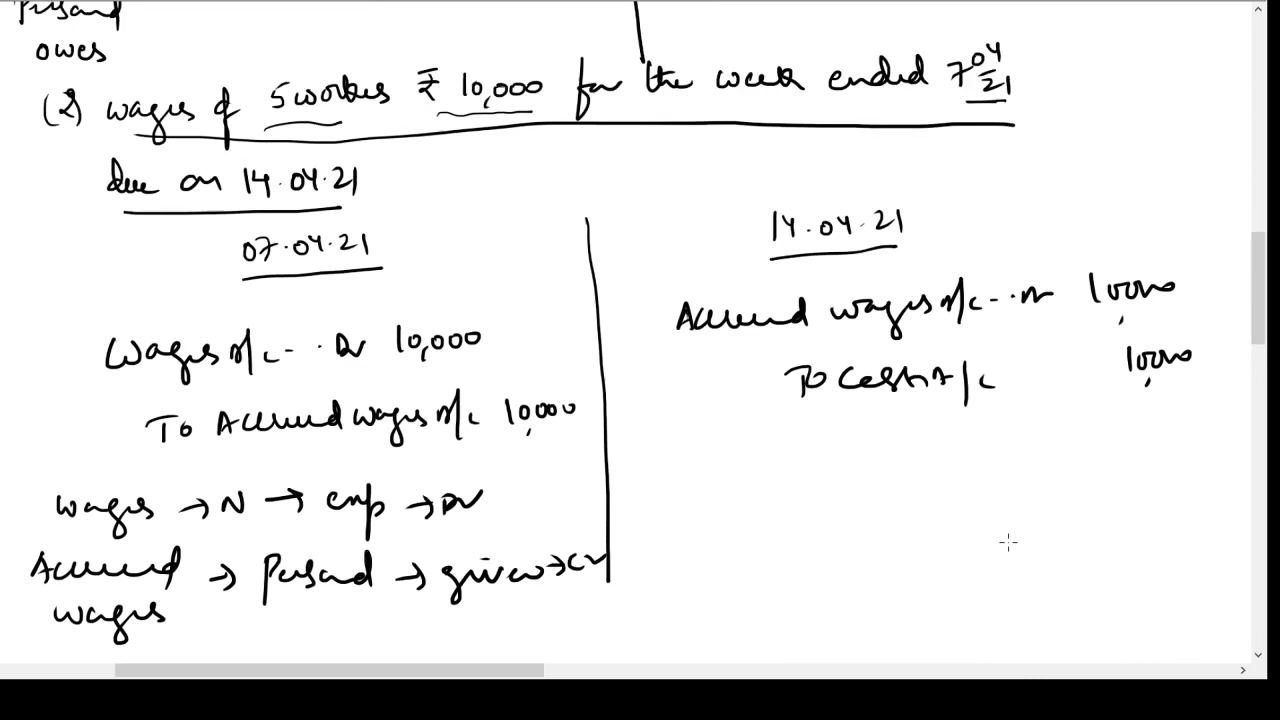 owes
(2) wages of 5 workes ₹ 10,000 for the week ended 7 04 21
due on 14.04.21
07.04.21
Wages A/c - . . Dr 10,000
To Accrued wages A/c 10,000
wages → N → exp → Dr
Accrued → Personal → giver → Cr
wages
14.04.21
Accrued wages A/c - . . Dr 10,000
To Cash A/c 10,000